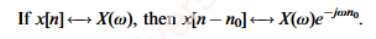 If x[n] ⟷ X(ω), then x[n − n₀] ⟷ X(ω)e^{−jωn₀}.